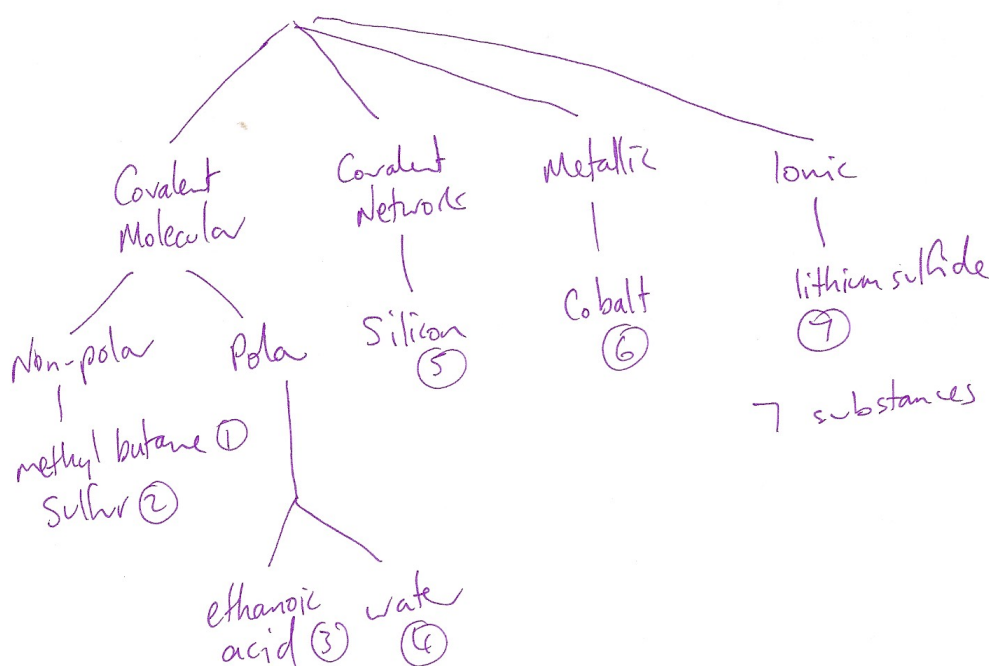 Covalent
Molecular
Covalent
Network
Metallic
Ionic
Non-polar
Pola
Silicon
5
Cobalt
6
lithium sulfide
7
7 substances
methyl butane 1
Sulfur 2
ethanoic
acid 3
water
4